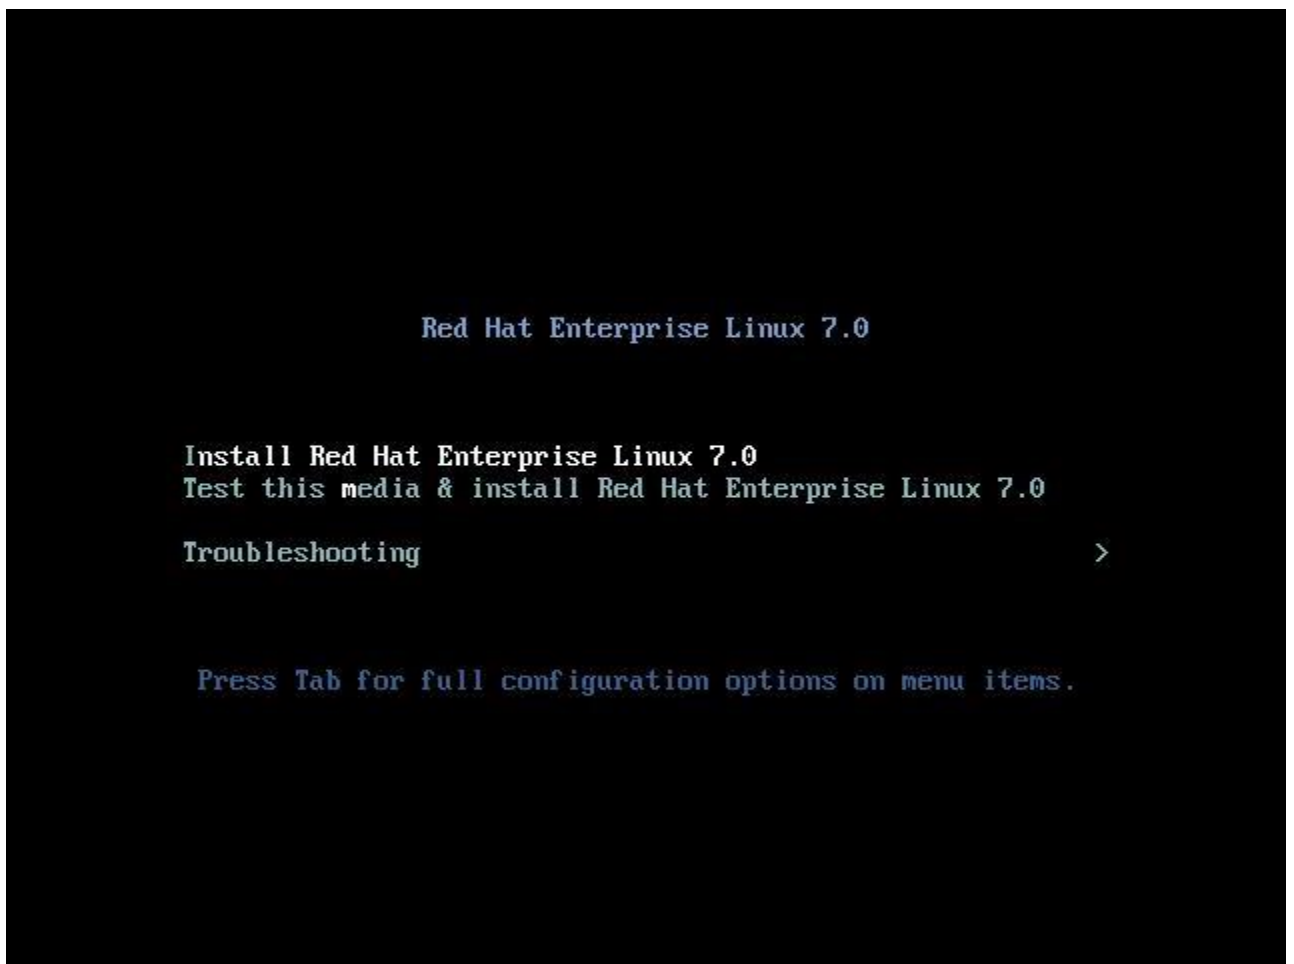 Red Hat Enterprise Linux 7.0
Install Red Hat Enterprise Linux 7.0
Test this media & install Red Hat Enterprise Linux 7.0
Troubleshooting >
Press Tab for full configuration options on menu items.